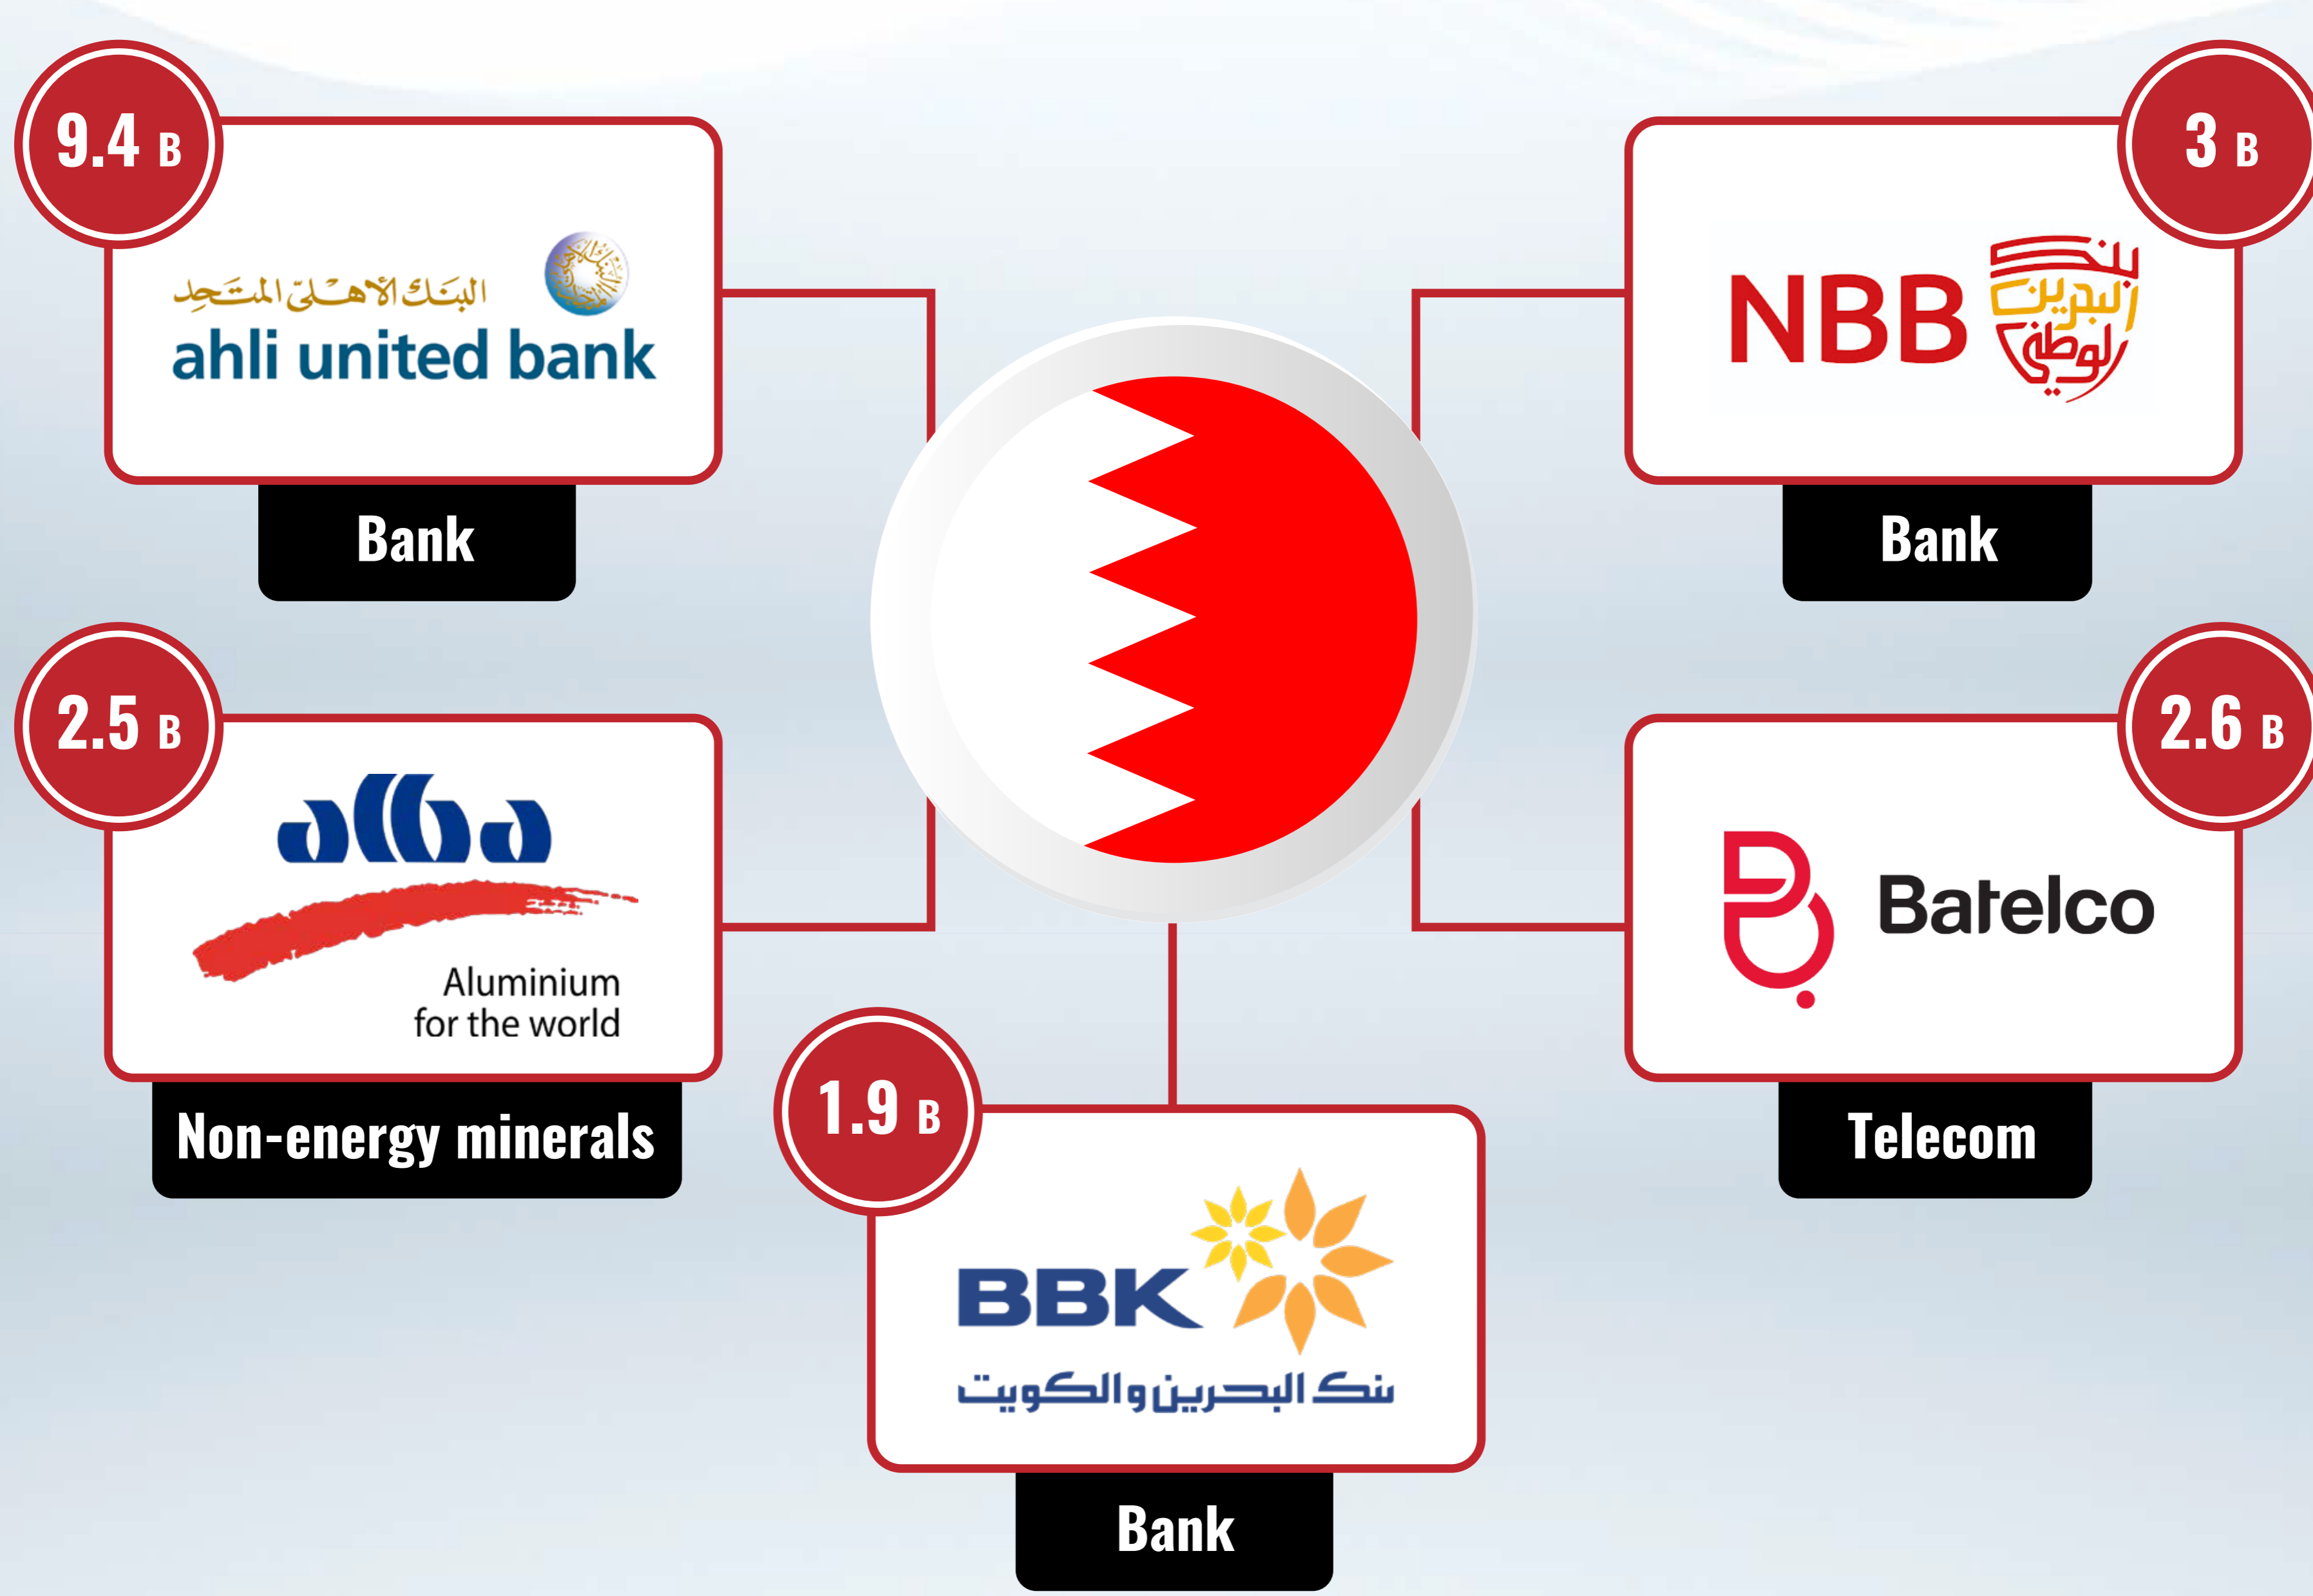 9.4 B
البنك الأهلي المتحد
ahli united bank
Bank
3 B
NBB
بنك
البحرين
الوطني
Bank
2.5 B
alba
Aluminium
for the world
Non-energy minerals
2.6 B
Batelco
Telecom
1.9 B
BBK
بنك البحرين والكويت
Bank